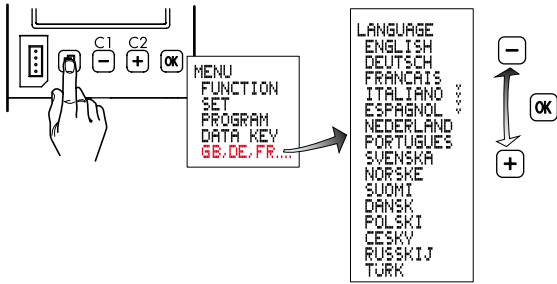 C1 C2
− + OK
MENU
FUNCTION
SET
PROGRAM
DATA KEY
GB,DE,FR....
LANGUAGE
ENGLISH
DEUTSCH
FRANCAIS
ITALIANO
ESPAGNOL
NEDERLAND
PORTUGUES
SVENSKA
NORSKE
SUOMI
DANSK
POLSKI
CESKY
RUSSKIJ
TURK
−
OK
+